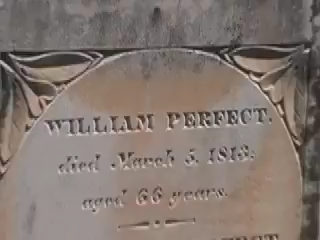 WILLIAM PERFECT.
died March 5, 1813;
aged 66 years.